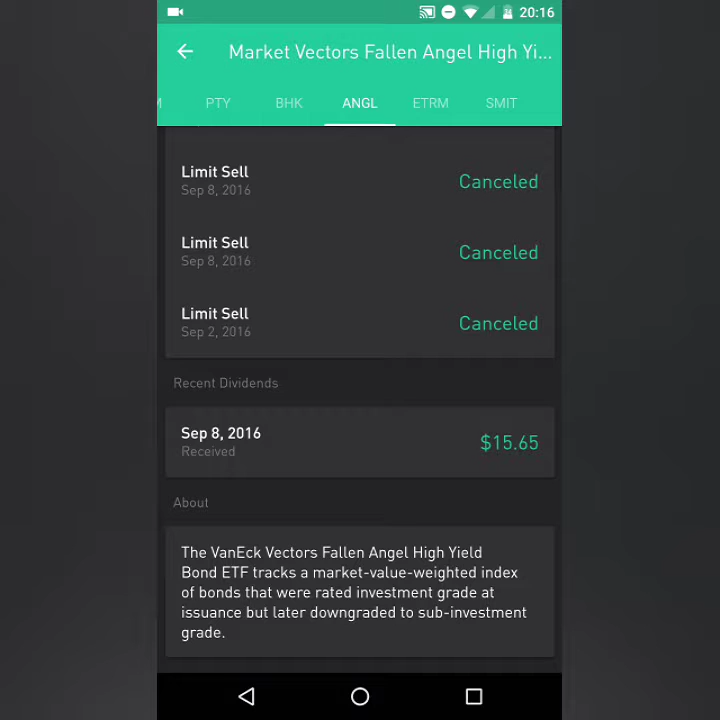 20:16
Market Vectors Fallen Angel High Yi...
M PTY BHK ANGL ETRM SMIT
Limit Sell
Sep 8, 2016
Canceled
Limit Sell
Sep 8, 2016
Canceled
Limit Sell
Sep 2, 2016
Canceled
Recent Dividends
Sep 8, 2016
Received
$15.65
About
The VanEck Vectors Fallen Angel High Yield
Bond ETF tracks a market-value-weighted index
of bonds that were rated investment grade at
issuance but later downgraded to sub-investment
grade.